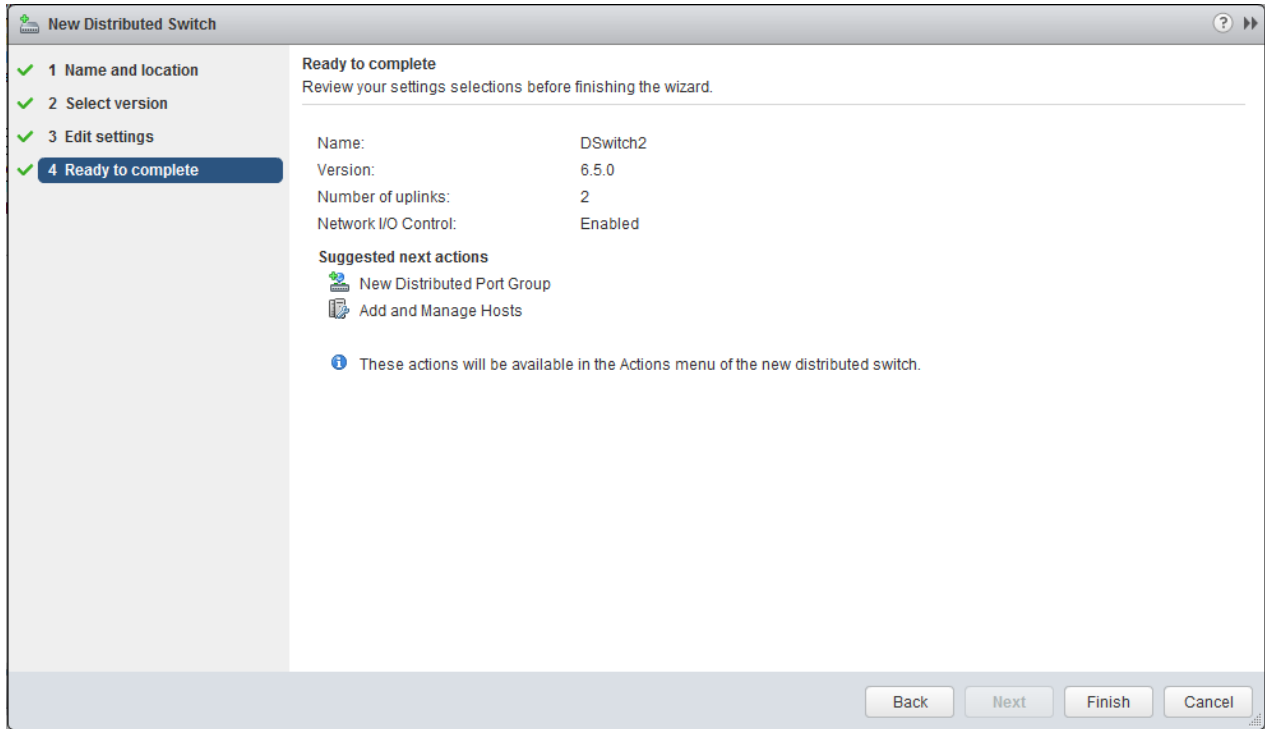 New Distributed Switch
1 Name and location
2 Select version
3 Edit settings
4 Ready to complete
Ready to complete
Review your settings selections before finishing the wizard.
Name: DSwitch2
Version: 6.5.0
Number of uplinks: 2
Network I/O Control: Enabled
Suggested next actions
New Distributed Port Group
Add and Manage Hosts
These actions will be available in the Actions menu of the new distributed switch.
Back Next Finish Cancel